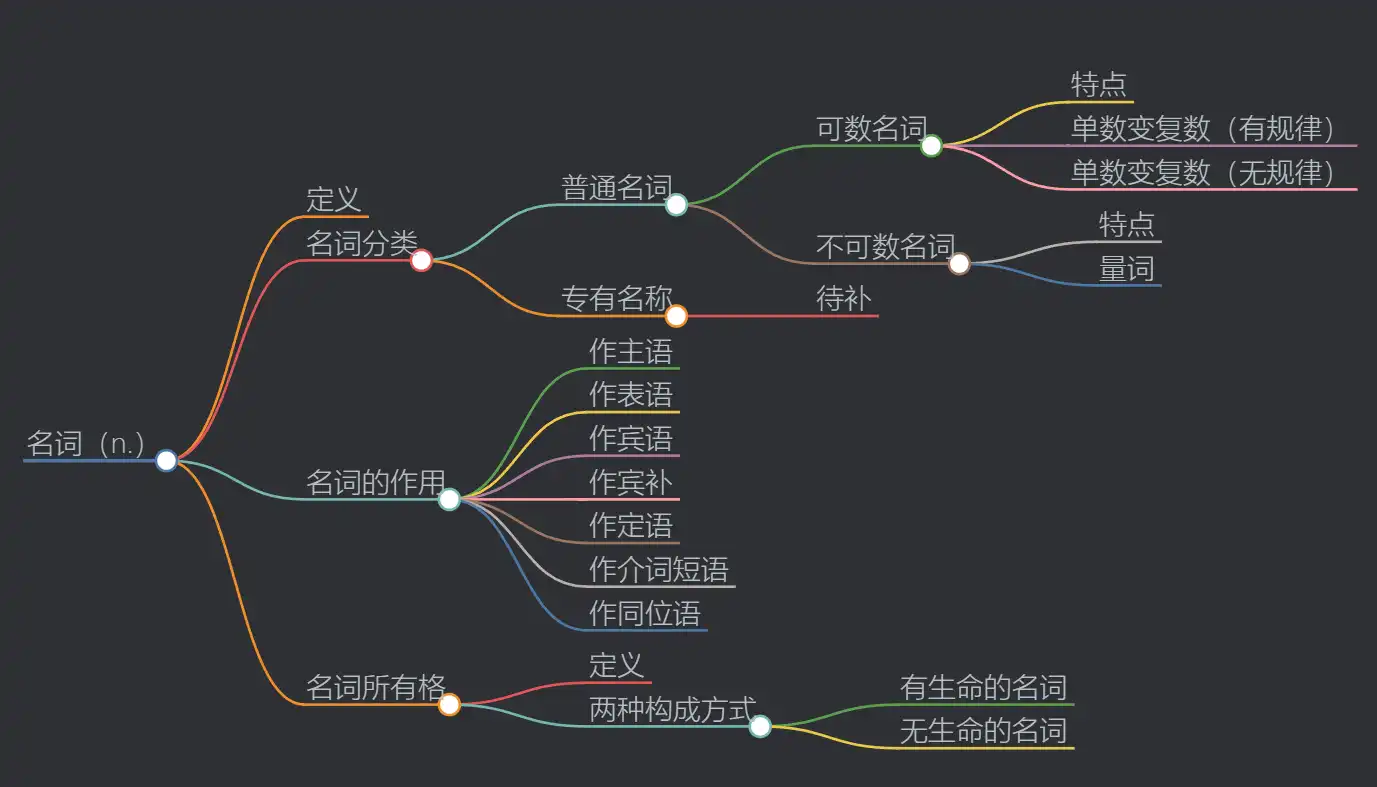 名词（n.）
定义
名词分类
普通名词
可数名词
特点
单数变复数（有规律）
单数变复数（无规律）
不可数名词
特点
量词
专有名称
待补
名词的作用
作主语
作表语
作宾语
作宾补
作定语
作介词短语
作同位语
名词所有格
定义
两种构成方式
有生命的名词
无生命的名词